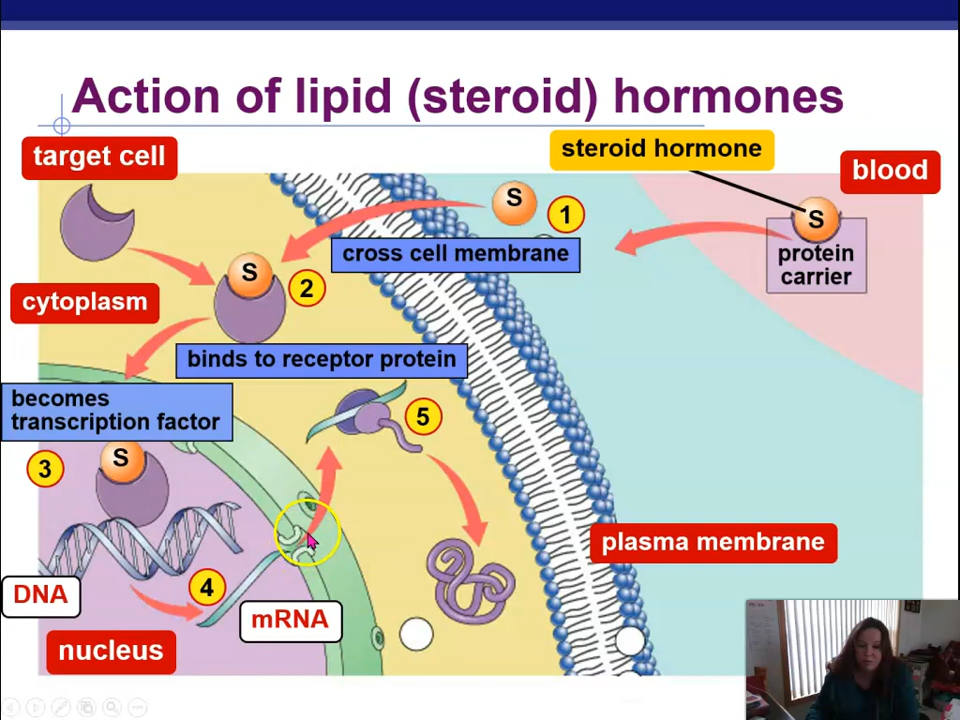 Action of lipid (steroid) hormones
target cell
steroid hormone
blood
S
1
S
cross cell membrane
protein
carrier
S
2
cytoplasm
binds to receptor protein
becomes
transcription factor
5
S
3
plasma membrane
DNA
4
mRNA
nucleus